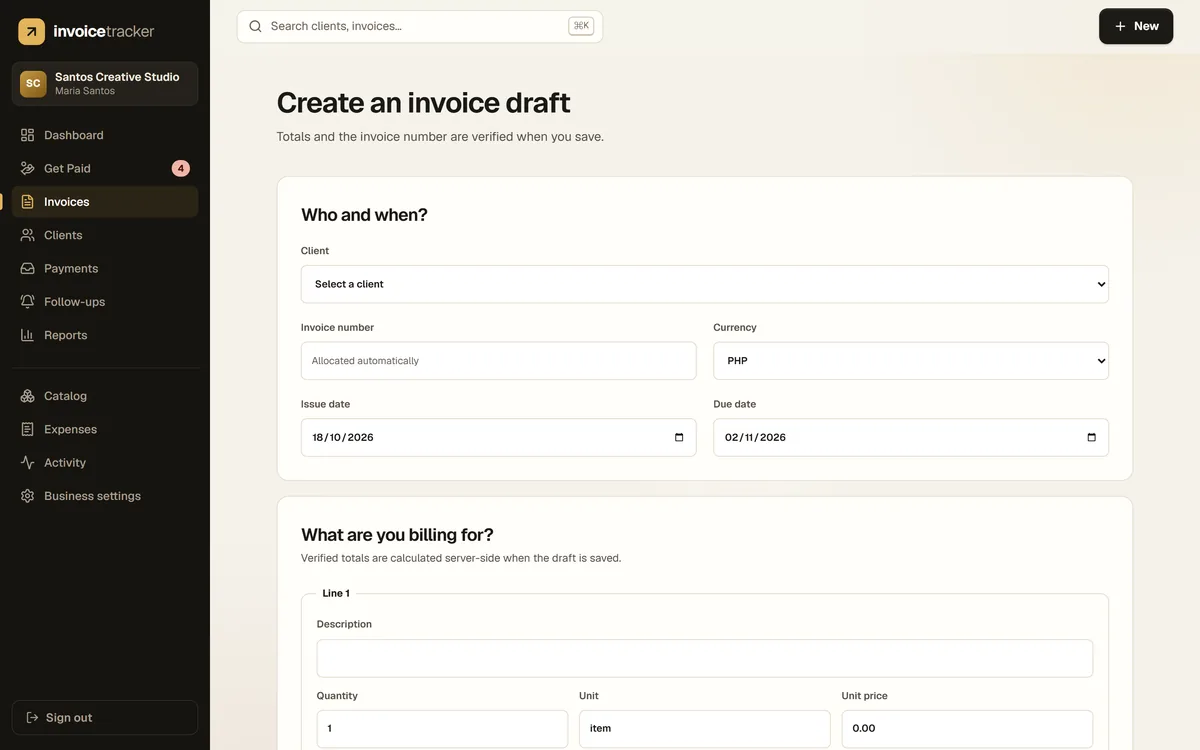 invoicetracker
SC
Santos Creative Studio
Maria Santos
Dashboard
Get Paid
4
Invoices
Clients
Payments
Follow-ups
Reports
Catalog
Expenses
Activity
Business settings
Sign out
Search clients, invoices...
⌘K
+ New
Create an invoice draft
Totals and the invoice number are verified when you save.
Who and when?
Client
Select a client
Invoice number
Currency
Allocated automatically
PHP
Issue date
Due date
18/10/2026
02/11/2026
What are you billing for?
Verified totals are calculated server-side when the draft is saved.
Line 1
Description
Quantity
Unit
Unit price
1
item
0.00